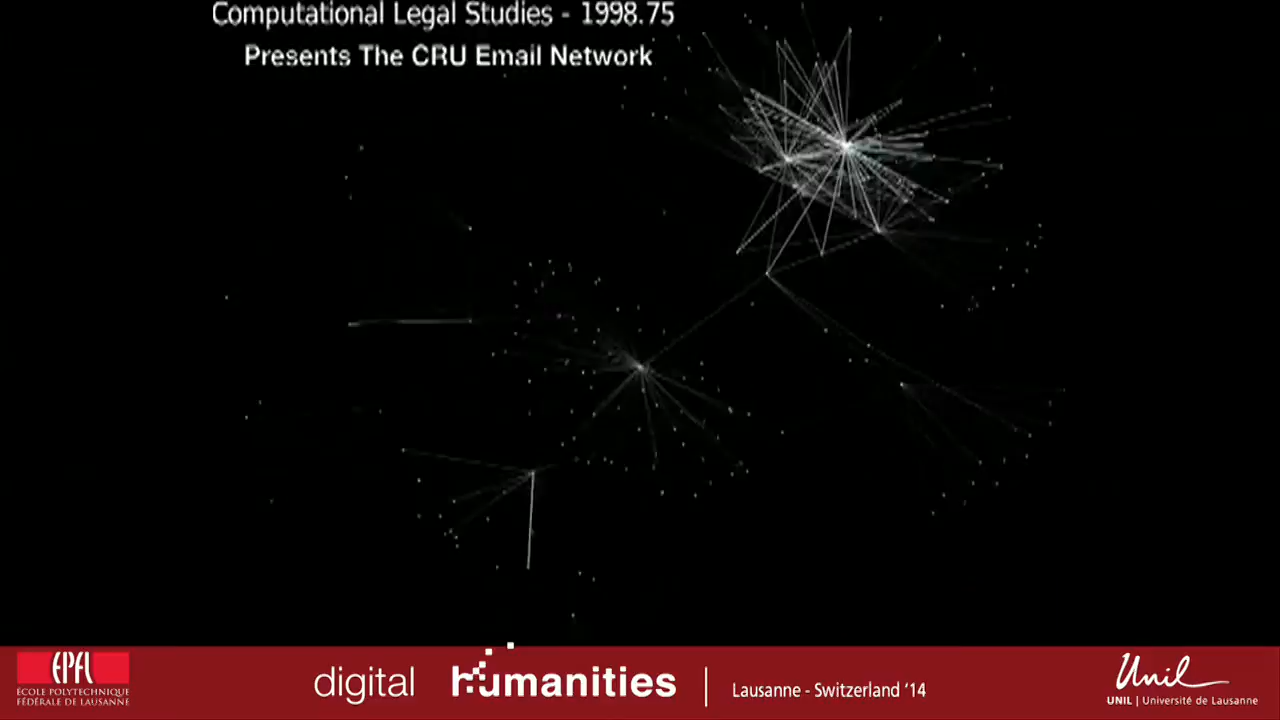 Computational Legal Studies - 1998.75
Presents The CRU Email Network
EPFL
ÉCOLE POLYTECHNIQUE
FÉDÉRALE DE LAUSANNE
digital humanities
Lausanne - Switzerland '14
Unil
UNIL | Université de Lausanne